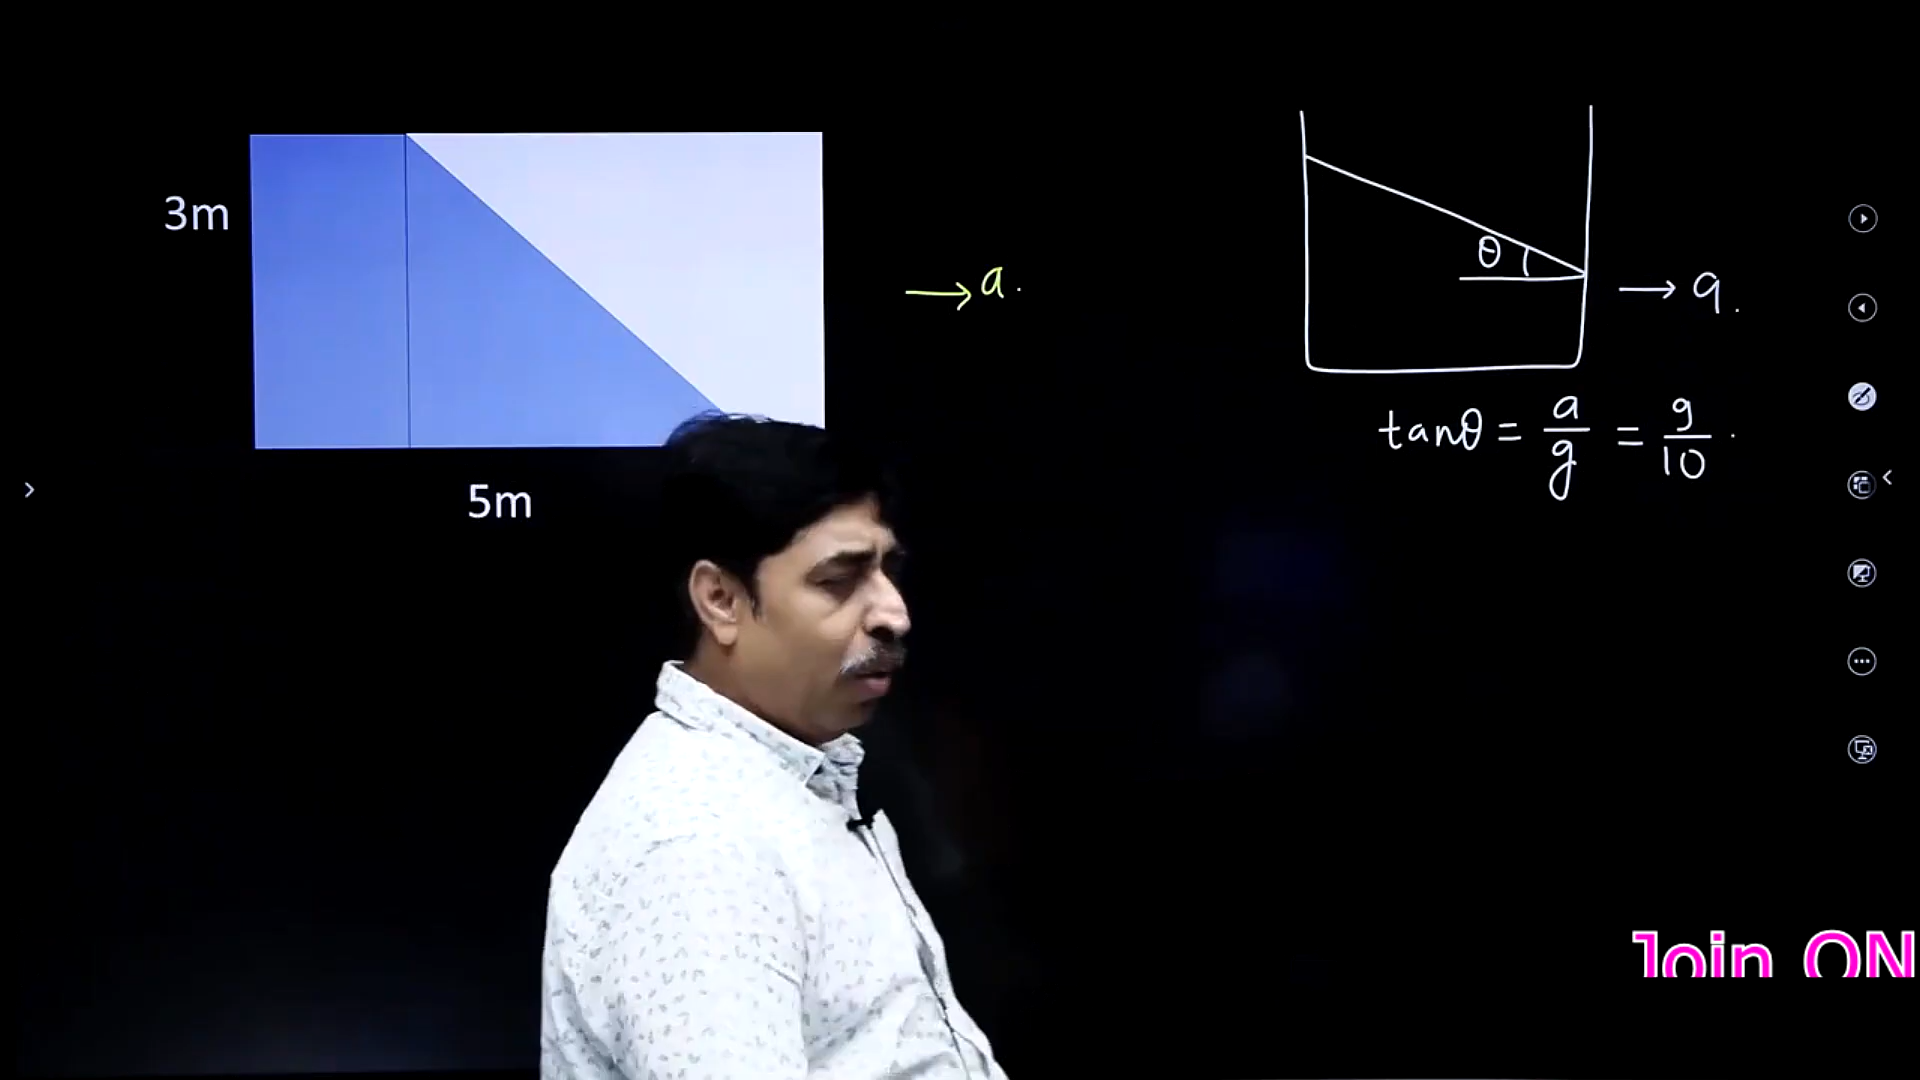 3m
5m
→ a.
θ
→ a.
tanθ = a/g = 9/10.
Join ON